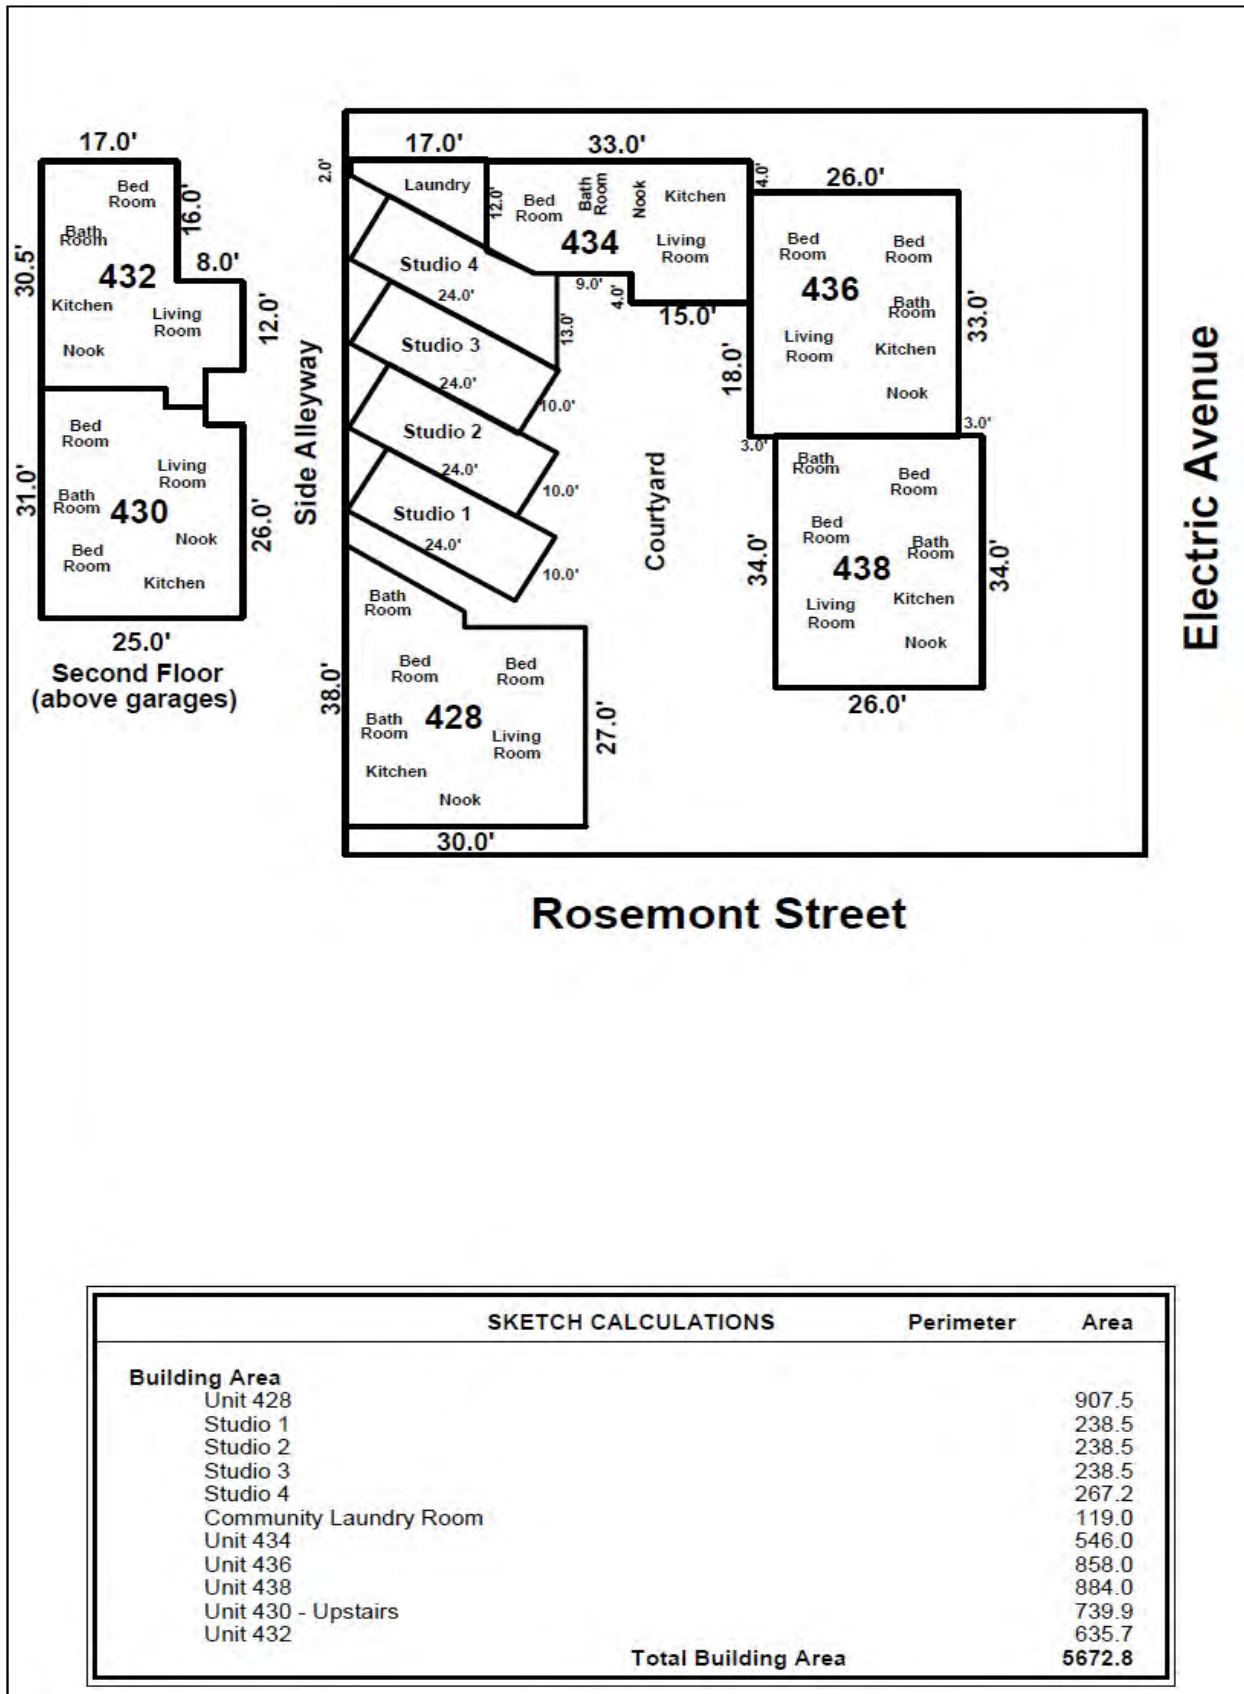 17.0'
Bed
Room
16.0'
Bath
Room
432
8.0'
30.5'
Kitchen
Living
Room
12.0'
Nook
Bed
Room
Living
Room
31.0'
Bath
Room
430
Nook
26.0'
Bed
Room
Kitchen
25.0'
Second Floor
(above garages)
Side Alleyway
2.0'
17.0'
33.0'
Laundry
12.0'
Bed
Room
Bath
Room
Nook
Kitchen
434
Living
Room
4.0'
26.0'
Studio 4
24.0'
9.0'
4.0'
15.0'
13.0'
Bed
Room
Bed
Room
436
Bath
Room
33.0'
Living
Room
Kitchen
Nook
18.0'
Studio 3
24.0'
10.0'
Studio 2
24.0'
10.0'
Studio 1
24.0'
10.0'
Courtyard
3.0'
3.0'
Bath
Room
Bed
Room
Bed
Room
Bath
Room
438
34.0'
34.0'
Living
Room
Kitchen
Nook
26.0'
Electric Avenue
Bath
Room
Bed
Room
Bed
Room
38.0'
Bath
Room
428
Living
Room
27.0'
Kitchen
Nook
30.0'
Rosemont Street
SKETCH CALCULATIONS Perimeter Area
Building Area
Unit 428 907.5
Studio 1 238.5
Studio 2 238.5
Studio 3 238.5
Studio 4 267.2
Community Laundry Room 119.0
Unit 434 546.0
Unit 436 858.0
Unit 438 884.0
Unit 430 - Upstairs 739.9
Unit 432 635.7
Total Building Area 5672.8